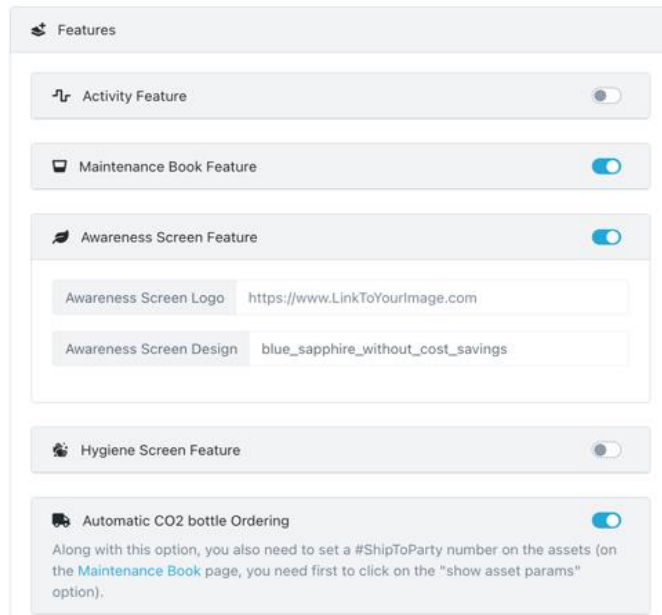 Features
Activity Feature
Maintenance Book Feature
Awareness Screen Feature
Awareness Screen Logo https://www.LinkToYourImage.com
Awareness Screen Design blue_sapphire_without_cost_savings
Hygiene Screen Feature
Automatic CO2 bottle Ordering
Along with this option, you also need to set a #ShipToParty number on the assets (on
the Maintenance Book page, you need first to click on the "show asset params"
option).